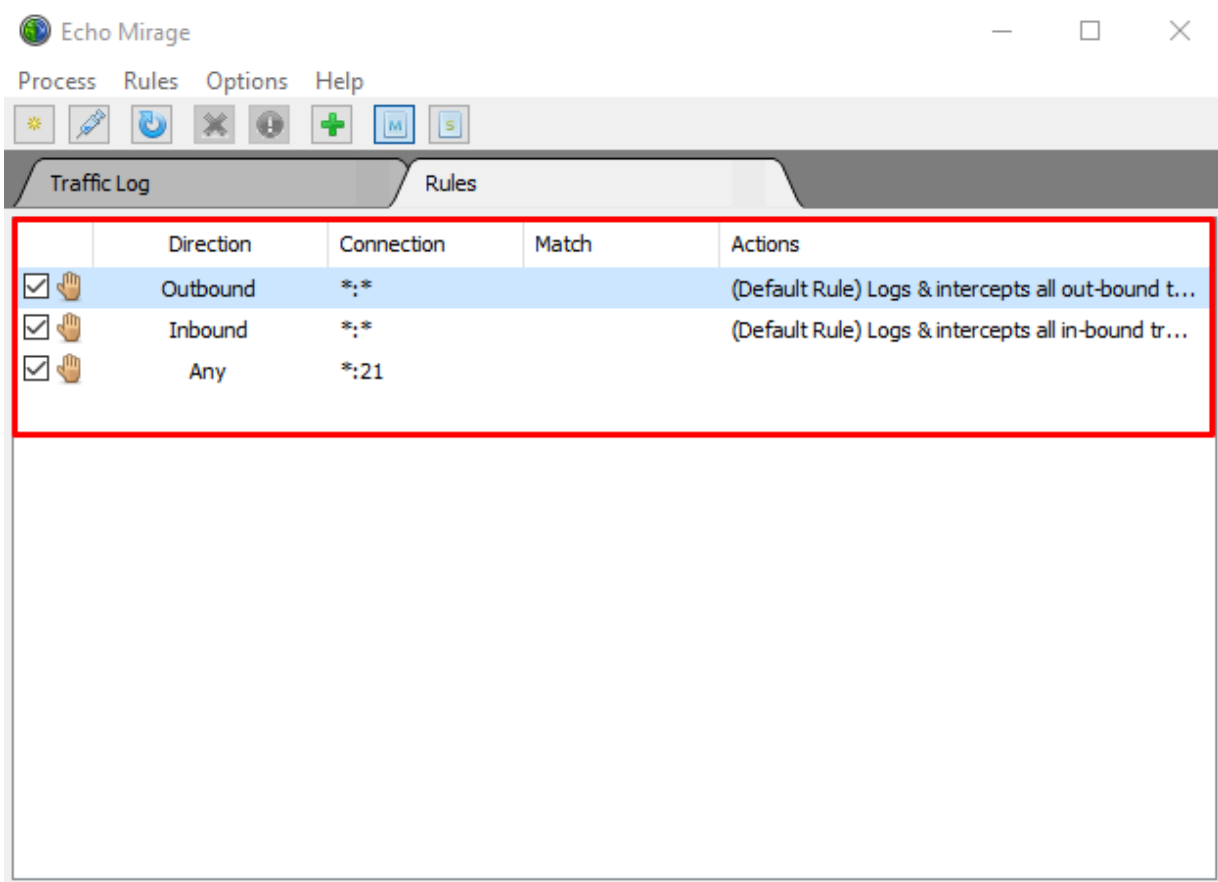 Echo Mirage
Process Rules Options Help
M S
Traffic Log Rules
Direction Connection Match Actions
Outbound *:* (Default Rule) Logs & intercepts all out-bound t...
Inbound *:* (Default Rule) Logs & intercepts all in-bound tr...
Any *:21